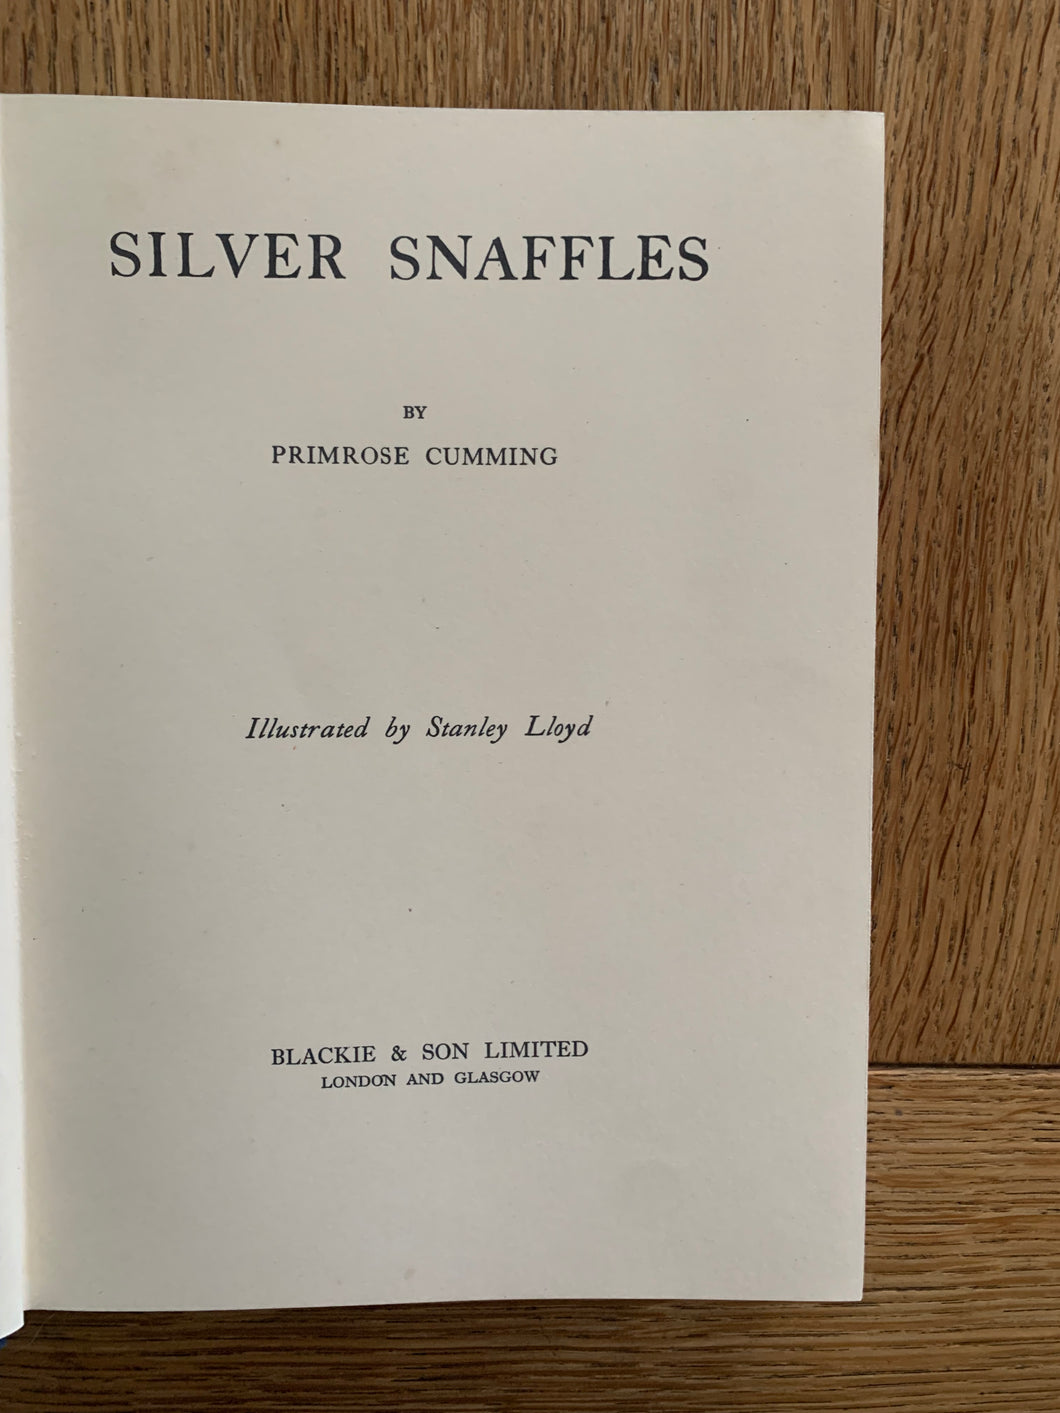 SILVER SNAFFLES
BY
PRIMROSE CUMMING
Illustrated by Stanley Lloyd
BLACKIE & SON LIMITED
LONDON AND GLASGOW